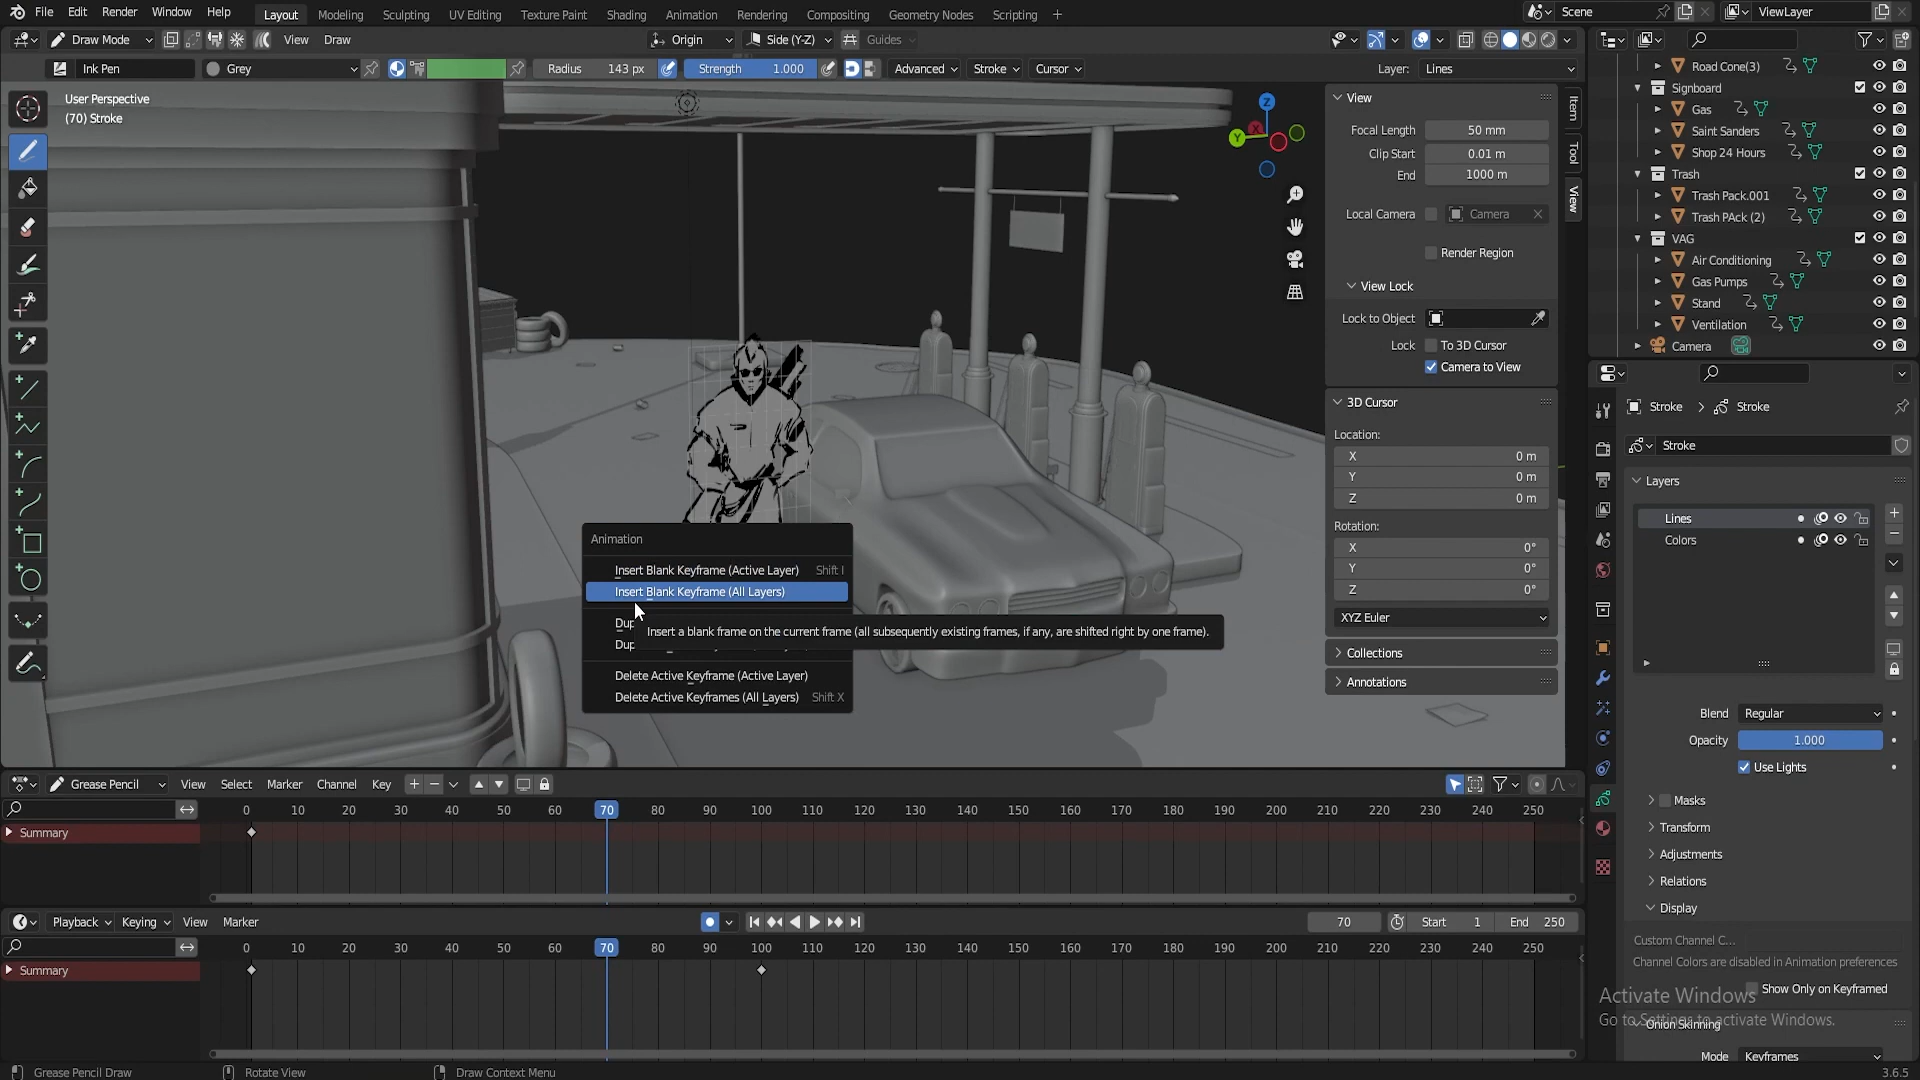 File Edit Render Window Help Layout Modeling Sculpting UV Editing Texture Paint Shading Animation Rendering Compositing Geometry Nodes Scripting + Scene ViewLayer
Draw Mode View Draw Origin Side (Y-Z) Guides
Ink Pen Grey Radius 143 px Strength 1.000 Advanced Stroke Cursor Layer: Lines
User Perspective
(70) Stroke
Z
Y
X
Animation
Insert Blank Keyframe (Active Layer) Shift I
Insert Blank Keyframe (All Layers)
Insert a blank frame on the current frame (all subsequently existing frames, if any, are shifted right by one frame).
Delete Active Keyframe (Active Layer)
Delete Active Keyframes (All Layers) Shift X
View
Focal Length 50 mm
Clip Start 0.01 m
End 1000 m
Local Camera Camera
Render Region
View Lock
Lock to Object
Lock To 3D Cursor
Camera to View
3D Cursor
Location:
X 0 m
Y 0 m
Z 0 m
Rotation:
X 0°
Y 0°
Z 0°
XYZ Euler
Collections
Annotations
Item
Tool
View
Road Cone(3)
Signboard
Gas
Saint Sanders
Shop 24 Hours
Trash
Trash Pack.001
Trash PAck (2)
VAG
Air Conditioning
Gas Pumps
Stand
Ventilation
Camera
Stroke > Stroke
Stroke
Layers
Lines
Colors
Blend Regular
Opacity 1.000
Use Lights
Masks
Transform
Adjustments
Relations
Display
Custom Channel C...
Channel Colors are disabled in Animation preferences
Show Only on Keyframed
Onion Skinning
Mode Keyframes
Activate Windows
Go to Settings to activate Windows.
Grease Pencil View Select Marker Channel Key
0 10 20 30 40 50 60 70 80 90 100 110 120 130 140 150 160 170 180 190 200 210 220 230 240 250
Summary
Playback Keying View Marker 70 Start 1 End 250
0 10 20 30 40 50 60 70 80 90 100 110 120 130 140 150 160 170 180 190 200 210 220 230 240 250
Summary
Grease Pencil Draw Rotate View Draw Context Menu 3.6.5